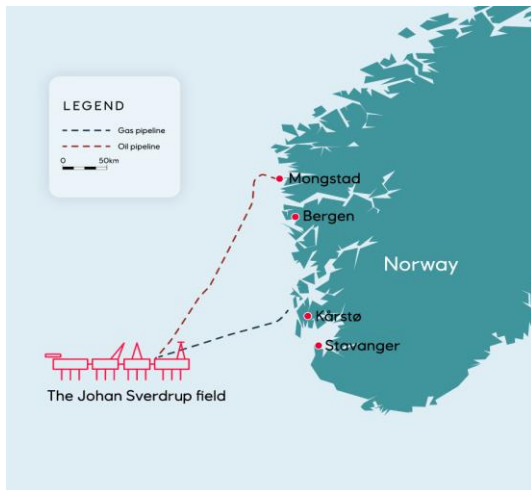 LEGEND
Gas pipeline
Oil pipeline
0 50km
Mongstad
Bergen
Norway
Kårstø
Stavanger
The Johan Sverdrup field